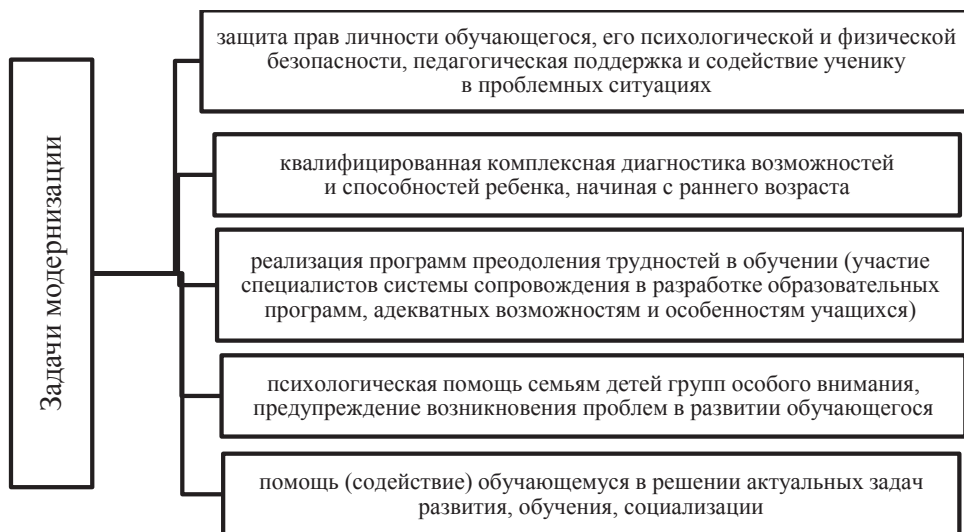 Задачи модернизации
защита прав личности обучающегося, его психологической и физической
безопасности, педагогическая поддержка и содействие ученику
в проблемных ситуациях
квалифицированная комплексная диагностика возможностей
и способностей ребенка, начиная с раннего возраста
реализация программ преодоления трудностей в обучении (участие
специалистов системы сопровождения в разработке образовательных
программ, адекватных возможностям и особенностям учащихся)
психологическая помощь семьям детей групп особого внимания,
предупреждение возникновения проблем в развитии обучающегося
помощь (содействие) обучающемуся в решении актуальных задач
развития, обучения, социализации